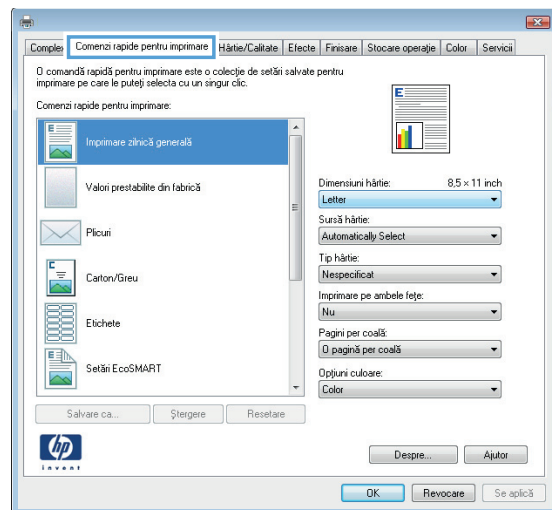 Complex
Comenzi rapide pentru imprimare
Hârtie/Calitate
Efecte
Finisare
Stocare operaţie
Color
Servicii
O comandă rapidă pentru imprimare este o colecţie de setări salvate pentru
imprimare pe care le puteţi selecta cu un singur clic.
Comenzi rapide pentru imprimare:
Imprimare zilnică generală
Valori prestabilite din fabrică
Plicuri
Carton/Greu
Etichete
Setări EcoSMART
Salvare ca...
Ştergere
Resetare
E
Dimensiuni hârtie: 8,5 × 11 inch
Letter
Sursă hârtie:
Automatically Select
Tip hârtie:
Nespecificat
Imprimare pe ambele feţe:
Nu
Pagini per coală:
O pagină per coală
Opţiuni culoare:
Color
hp
invent
Despre...
Ajutor
OK
Revocare
Se aplică